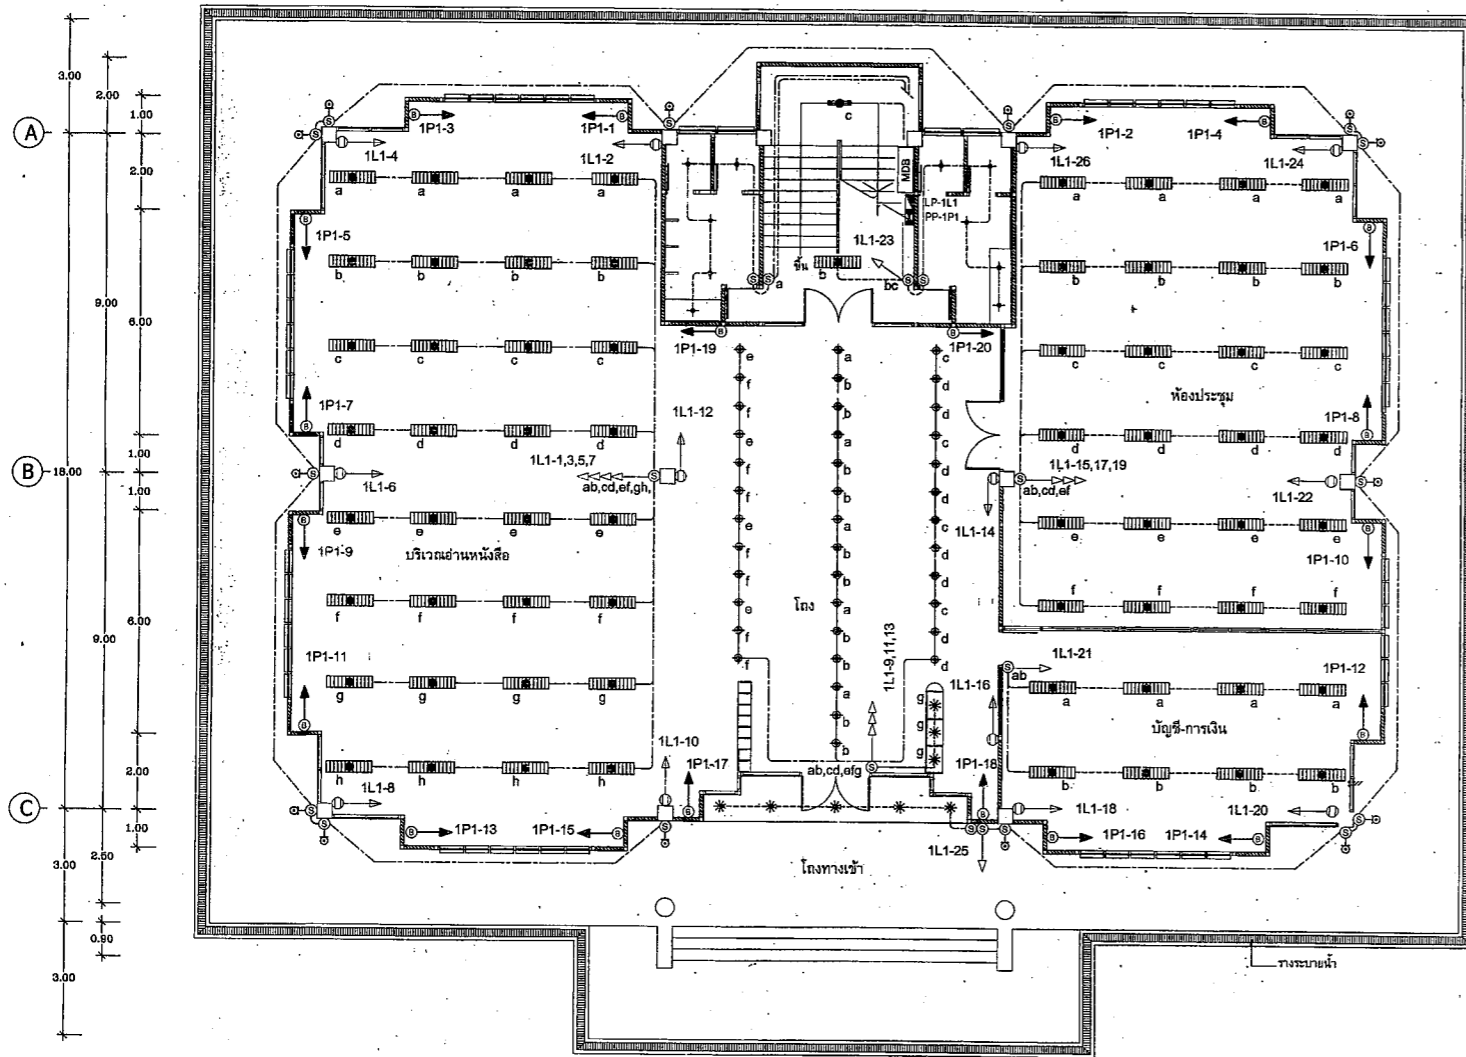 3.00
2.00
1.00
A
1P1-3
1P1-1
c
1P1-2
1P1-4
1L1-4
1L1-2
MDB
1L1-26
1L1-24
2.00
a a a a
a a a a
LP-1L1
PP-1P1
1P1-5
1L1-23
1P1-6
ขึ้น
b
b b b b
a
bc
b b b b
9.00
6.00
1P1-19
1P1-20
c c c c
e a c
c c c c
f b d
ห้องประชุม
1P1-7
1L1-12
f b d
1P1-8
d d d d
e a c
d d d d
1.00
1L1-1,3,5,7
f b d
1L1-15,17,19
B
18.00
ab,cd,ef,gh,
ab,cd,ef
1L1-6
1L1-22
1.00
f b d
1L1-14
e e e e
e a c
e e e e
1P1-9
บริเวณอ่านหนังสือ
f b d
1P1-10
f b d
f f f f
f f f f
โถง
e a c
6.00
9.00
f b d
1P1-11
f b d
1L1-9,11,13
1L1-21
1P1-12
ab
g g g g
a
1L1-16
a a a a
g
b
บัญชี-การเงิน
g
1L1-10
b
g
2.00
h h h h
1P1-17
ab,cd,efg
1P1-18
b b b b
1L1-8
C
1L1-18
1L1-20
1.00
1P1-13
1P1-15
1L1-25
1P1-16
1P1-14
2.50
3.00
โถงทางเข้า
0.90
3.00
รางระบายน้ำ